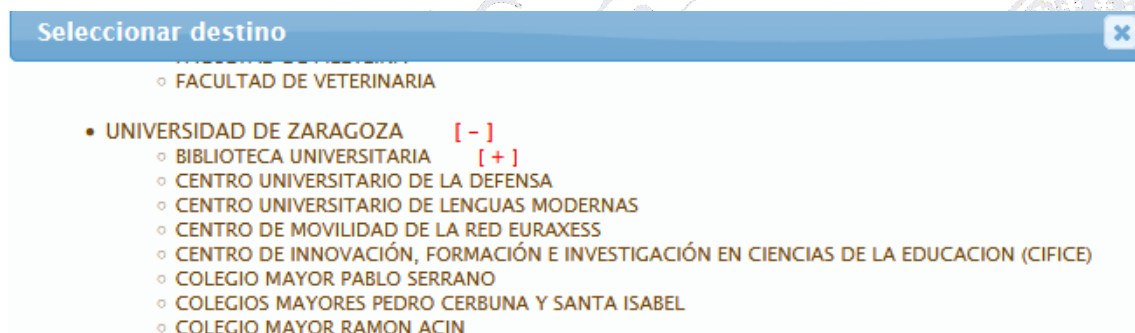 Seleccionar destino
FACULTAD DE VETERINARIA
UNIVERSIDAD DE ZARAGOZA [ - ]
BIBLIOTECA UNIVERSITARIA [ + ]
CENTRO UNIVERSITARIO DE LA DEFENSA
CENTRO UNIVERSITARIO DE LENGUAS MODERNAS
CENTRO DE MOVILIDAD DE LA RED EURAXESS
CENTRO DE INNOVACIÓN, FORMACIÓN E INVESTIGACIÓN EN CIENCIAS DE LA EDUCACION (CIFICE)
COLEGIO MAYOR PABLO SERRANO
COLEGIOS MAYORES PEDRO CERBUNA Y SANTA ISABEL
COLEGIO MAYOR RAMON ACIN